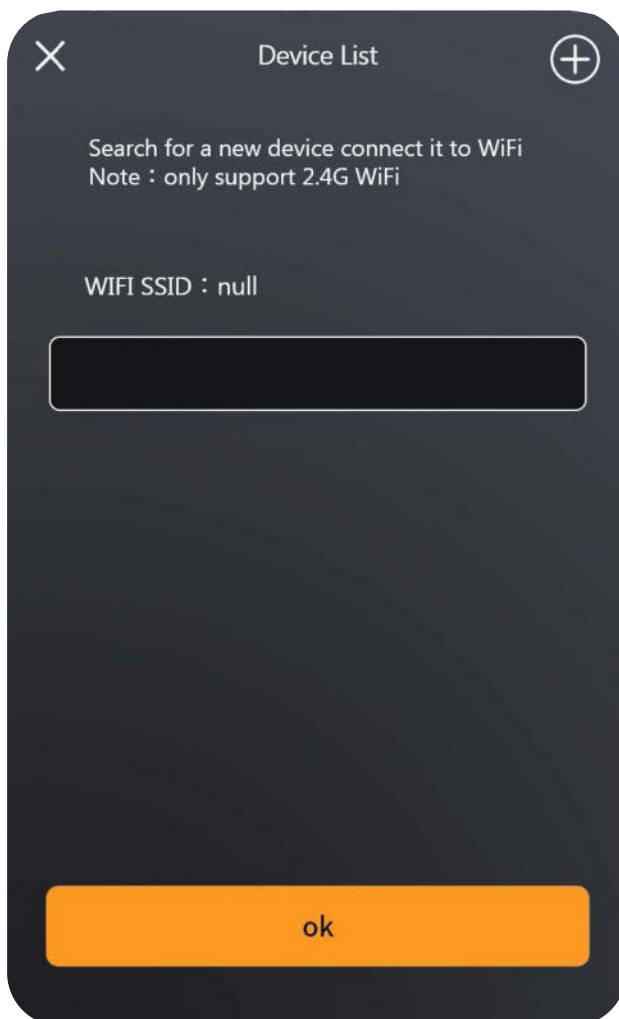 Device List
Search for a new device connect it to WiFi
Note：only support 2.4G WiFi
WIFI SSID：null
ok